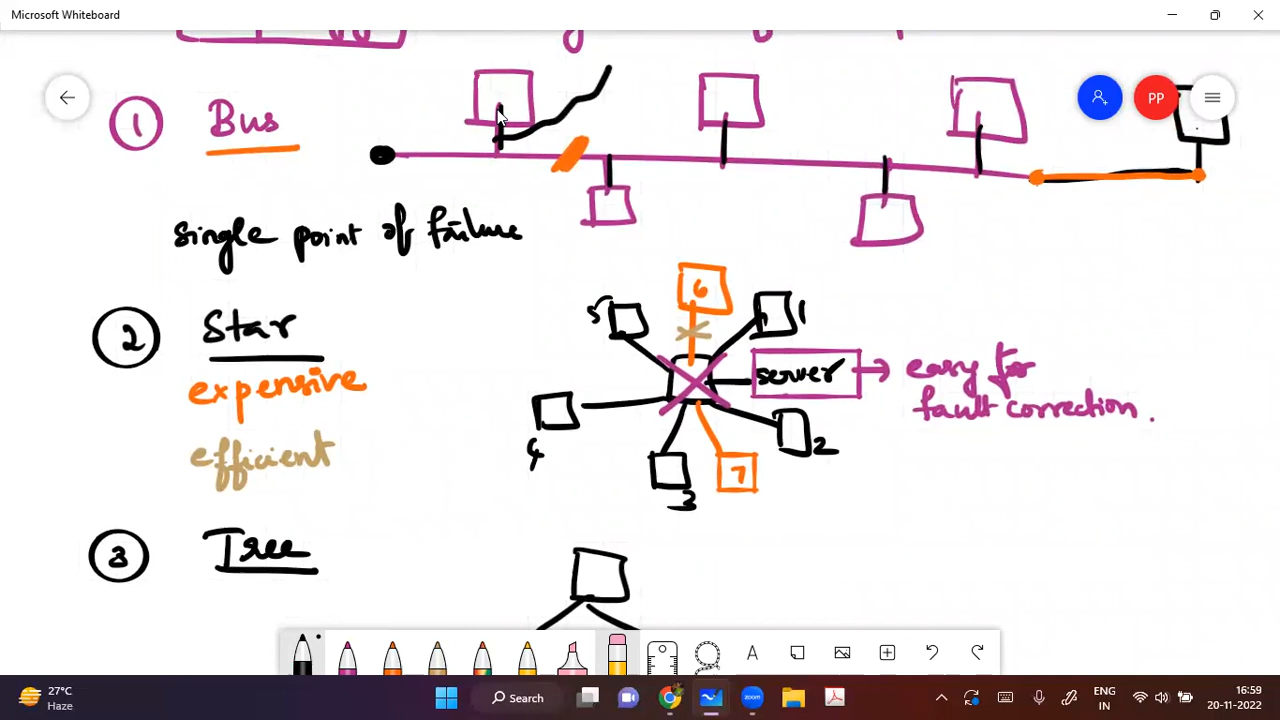 Microsoft Whiteboard
1 Bus
PP
single point of failure
2 Star
expensive
efficient
6
5
1
server → easy for
fault correction.
4
2
3
7
3 Tree
A
27°C
Haze
Search
ENG
IN
16:59
20-11-2022